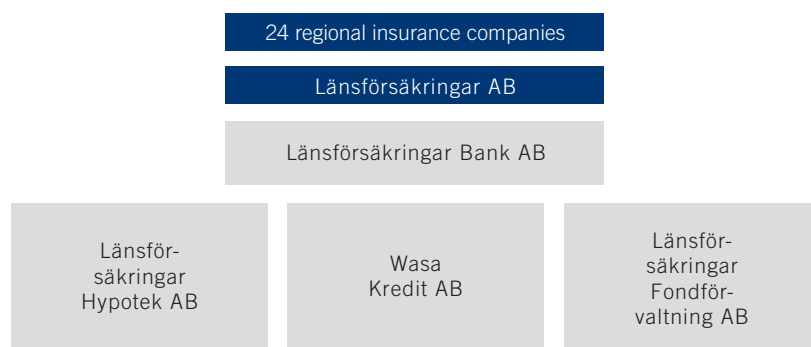 24 regional insurance companies
Länsförsäkringar AB
Länsförsäkringar Bank AB
Länsför-
säkringar
Hypotek AB
Wasa
Kredit AB
Länsför-
säkringar
Fondför-
valtning AB